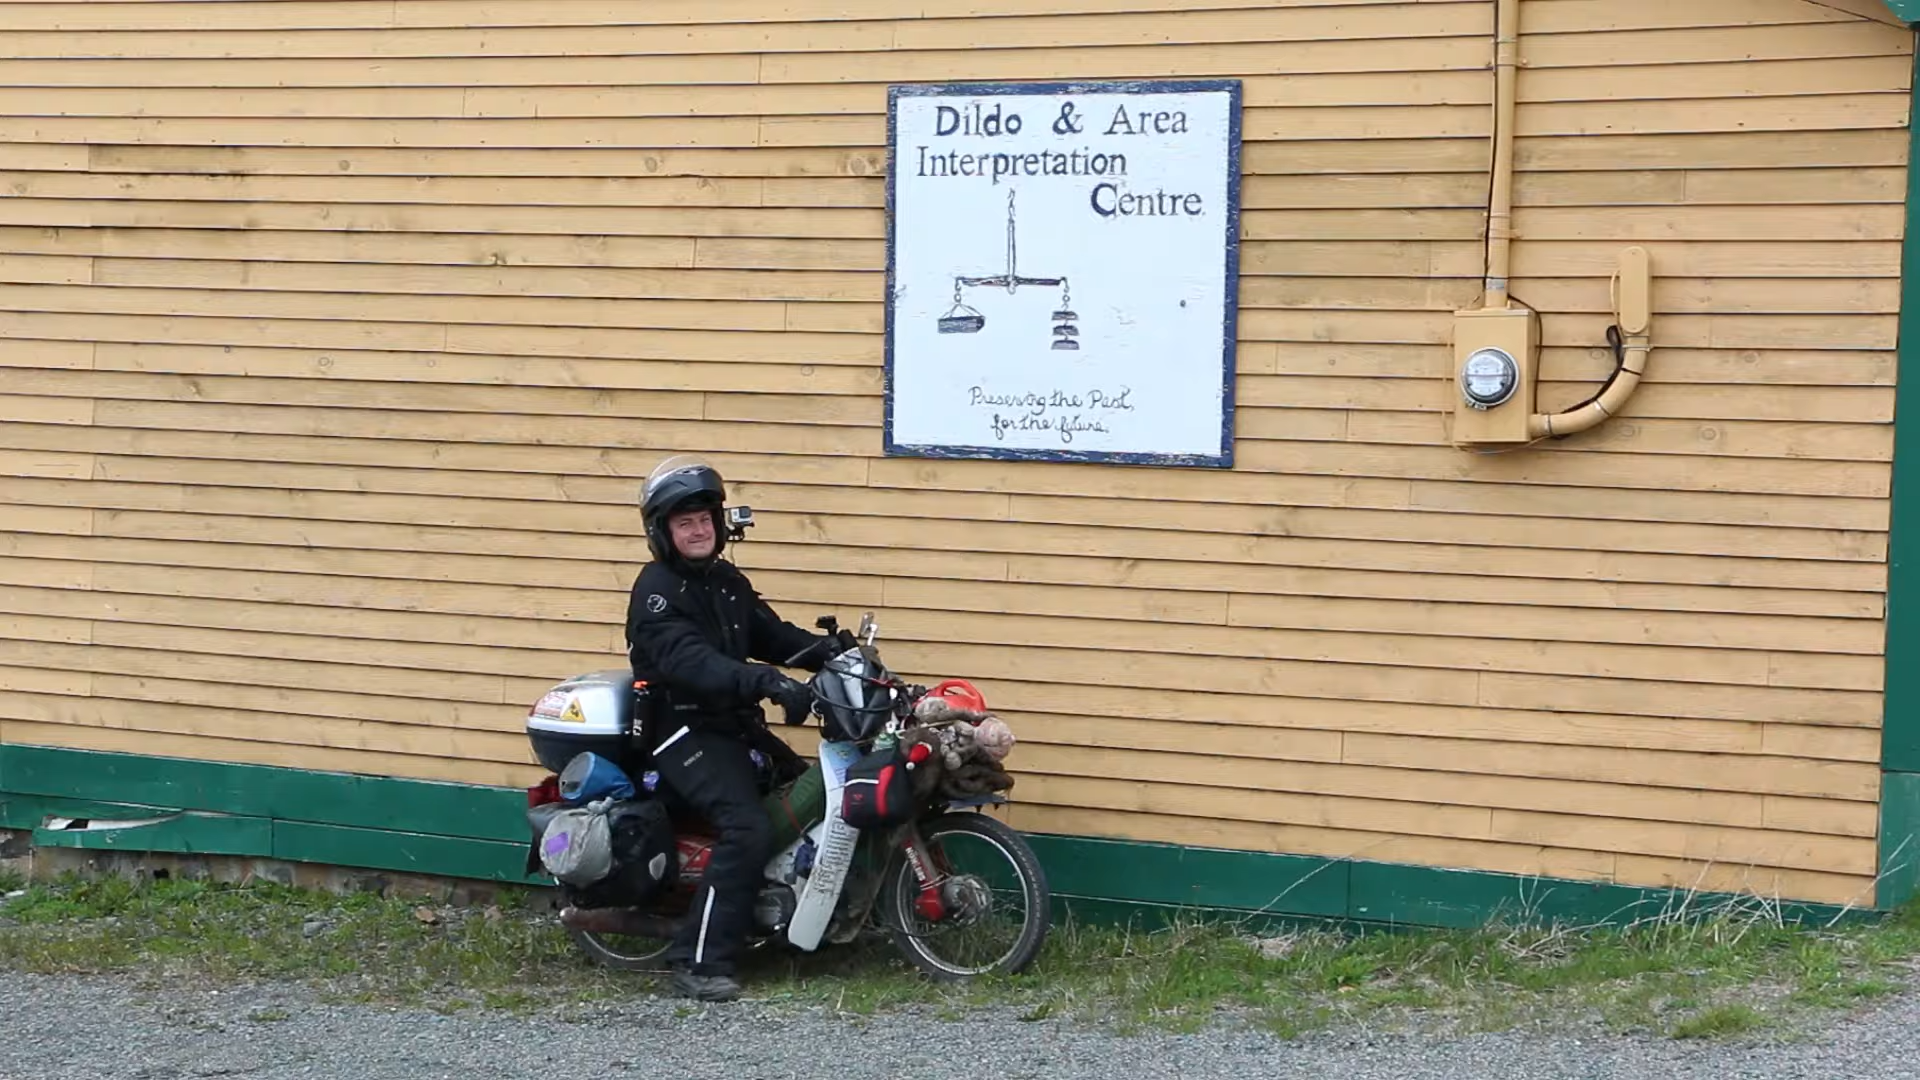 Dildo & Area
Interpretation
Centre
Preserving the Past,
for the future.